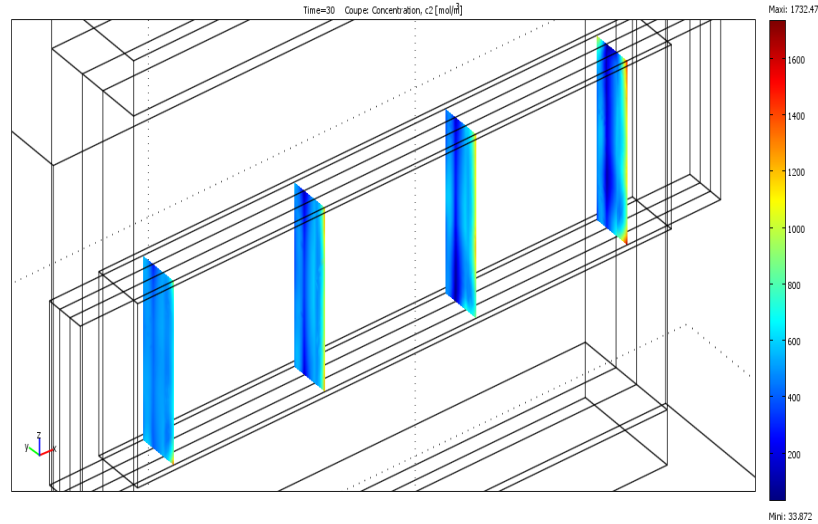 Time=30 Coupe: Concentration, c2 [mol/m³]
Maxi: 1732.47
1600
1400
1200
1000
800
600
400
200
Mini: 33.872
z
y
x